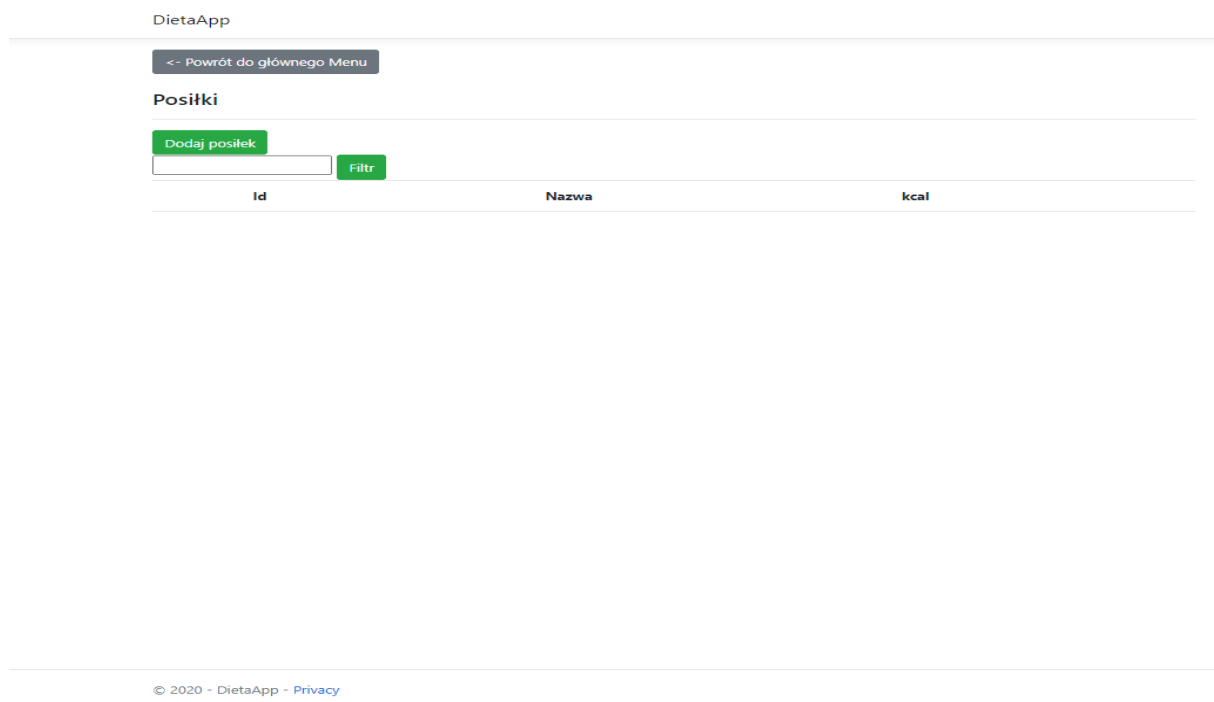 DietaApp
<- Powrót do głównego Menu
Posiłki
Dodaj posiłek
Filtr
Id Nazwa kcal
© 2020 - DietaApp - Privacy